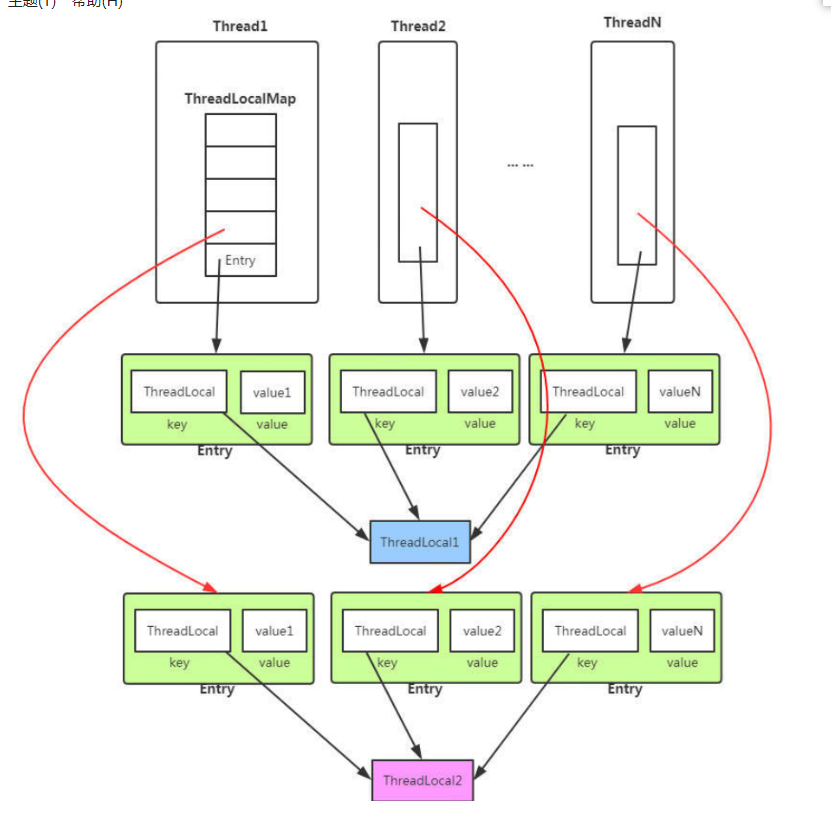 主题(T) 帮助(H)
Thread1 Thread2 ThreadN
ThreadLocalMap
... ...
Entry
ThreadLocal value1 ThreadLocal value2 ThreadLocal valueN
key value key value key value
Entry Entry Entry
ThreadLocal1
ThreadLocal value1 ThreadLocal value2 ThreadLocal valueN
key value key value key value
Entry Entry Entry
ThreadLocal2